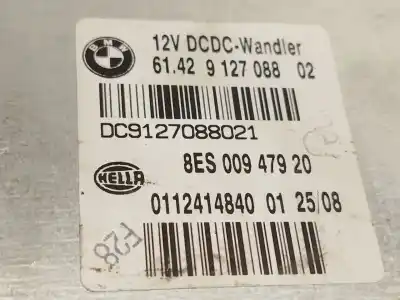 BMW
12V DCDC-Wandler
61.42 9 127 088 02
DC9127088021
HELLA
8ES 009 479 20
0112414840 01 25/08
F28